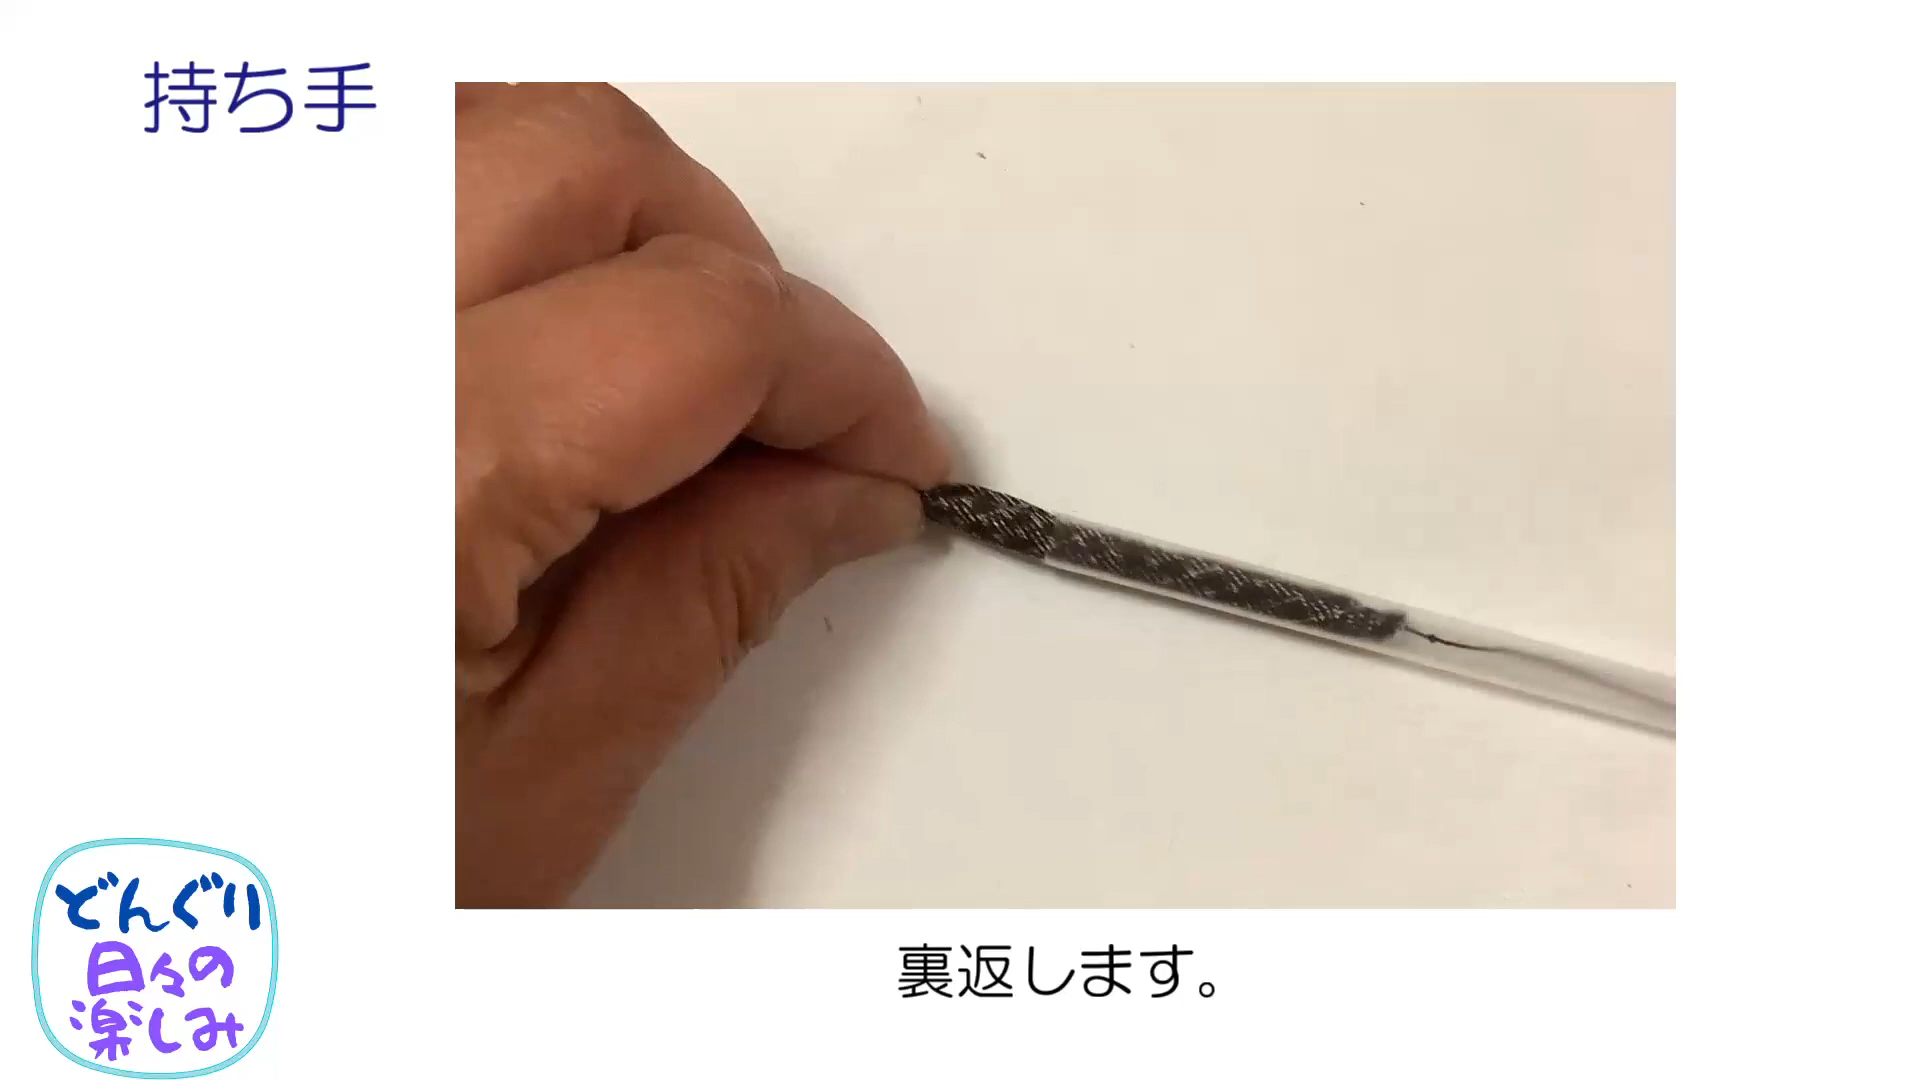 持ち手
裏返します。
どんぐり
日々の
楽しみ